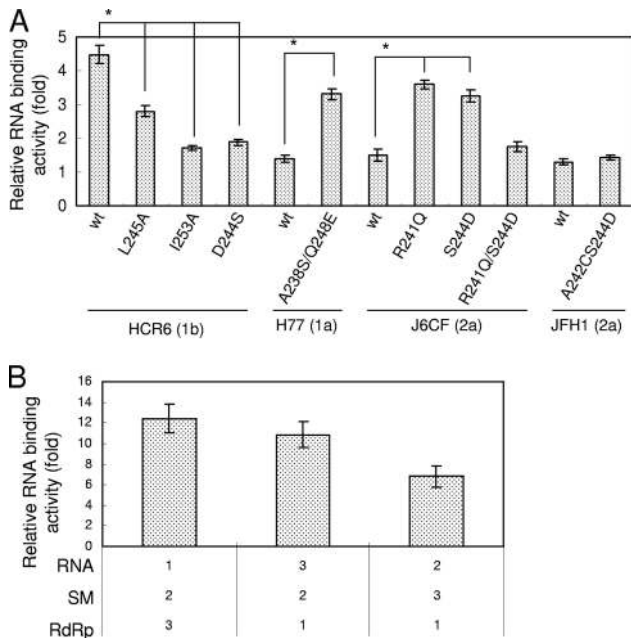 A
*
*
*
Relative RNA binding
activity (fold)
5
4
3
2
1
0
wt
L245A
I253A
D244S
wt
A238S/Q248E
wt
R241Q
S244D
R241Q/S244D
wt
A242CS244D
HCR6 (1b)
H77 (1a)
J6CF (2a)
JFH1 (2a)
B
Relative RNA binding
activity (fold)
16
14
12
10
8
6
4
2
0
RNA 1 3 2
SM 2 2 3
RdRp 3 1 1